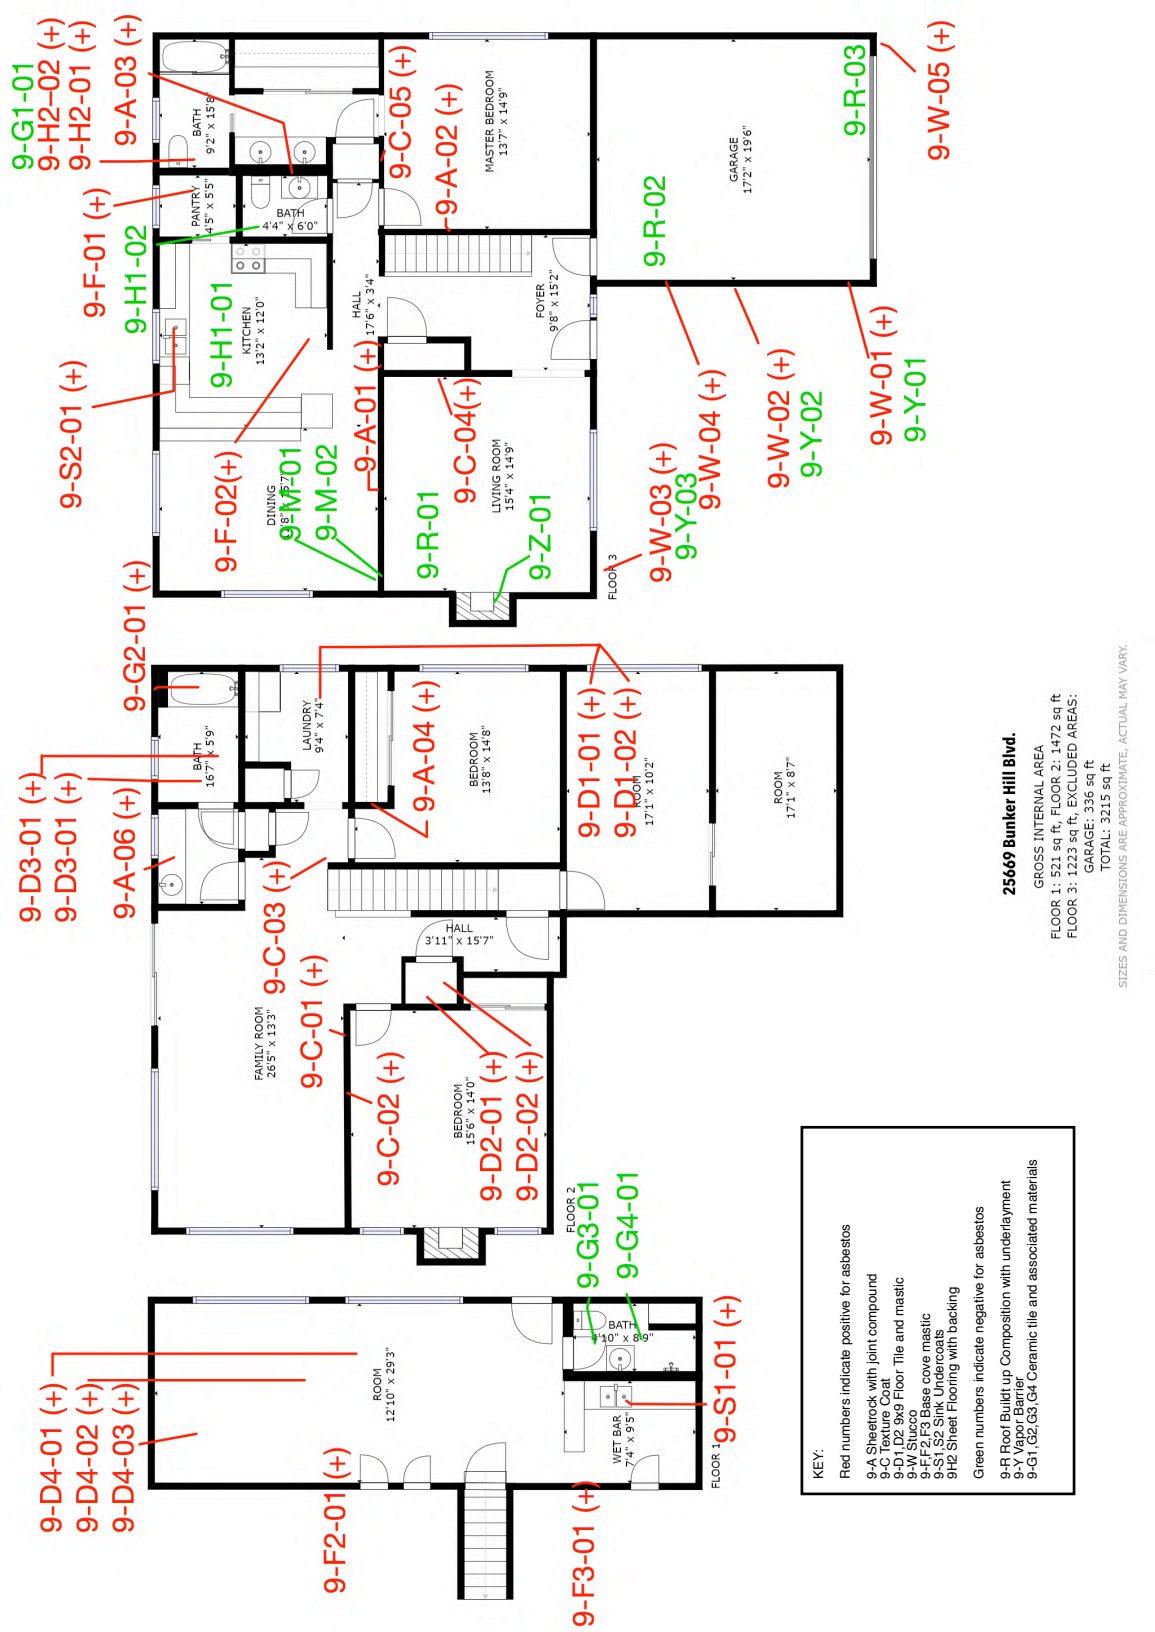 9-G1-01
9-H2-02 (+)
9-H2-01 (+)
9-A-03 (+)
9-F-01 (+)
9-H1-02
9-S2-01 (+)
9-H1-01
9-F-02(+)
9-M-01
9-M-02
9-A-01 (+)
9-C-05 (+)
9-A-02 (+)
9-C-04(+)
9-R-01
9-Z-01
9-R-02
9-R-03
9-W-05 (+)
9-W-04 (+)
9-W-03 (+)
9-Y-03
9-W-02 (+)
9-Y-02
9-W-01 (+)
9-Y-01
BATH
9'2" x 15'8"
PANTRY
4'5" x 5'5"
BATH
4'4" x 6'0"
KITCHEN
13'2" x 12'0"
HALL
17'6" x 3'4"
DINING
MASTER BEDROOM
13'7" x 14'9"
FOYER
9'8" x 15'2"
LIVING ROOM
15'4" x 14'9"
GARAGE
17'2" x 19'6"
FLOOR 3
9-G2-01 (+)
9-D3-01 (+)
9-D3-01 (+)
9-A-06 (+)
9-C-03 (+)
9-C-01 (+)
9-C-02 (+)
9-A-04 (+)
9-D2-01 (+)
9-D2-02 (+)
9-D1-01 (+)
9-D1-02 (+)
BATH
16'7" x 5'9"
LAUNDRY
9'4" x 7'4"
BEDROOM
13'8" x 14'8"
ROOM
17'1" x 10'2"
ROOM
17'1" x 8'7"
HALL
3'11" x 15'7"
FAMILY ROOM
26'5" x 13'3"
BEDROOM
15'6" x 14'0"
FLOOR 2
9-D4-01 (+)
9-D4-02 (+)
9-D4-03 (+)
9-F2-01 (+)
9-F3-01 (+)
9-S1-01 (+)
9-G3-01
9-G4-01
ROOM
12'10" x 29'3"
BATH
4'10" x 8'9"
WET BAR
7'4" x 9'5"
FLOOR 1
25669 Bunker Hill Blvd.
GROSS INTERNAL AREA
FLOOR 1: 521 sq ft, FLOOR 2: 1472 sq ft
FLOOR 3: 1223 sq ft, EXCLUDED AREAS:
GARAGE: 336 sq ft
TOTAL: 3215 sq ft
SIZES AND DIMENSIONS ARE APPROXIMATE, ACTUAL MAY VARY.
KEY:
Red numbers indicate positive for asbestos
9-A Sheetrock with joint compound
9-C Texture Coat
9-D1,D2 9x9 Floor Tile and mastic
9-W Stucco
9-F,F2,F3 Base cove mastic
9-S1,S2 Sink Undercoats
9H2 Sheet Flooring with backing
Green numbers indicate negative for asbestos
9-R Roof Buildt up Composition with underlayment
9-Y Vapor Barrier
9-G1,G2,G3,G4 Ceramic tile and associated materials